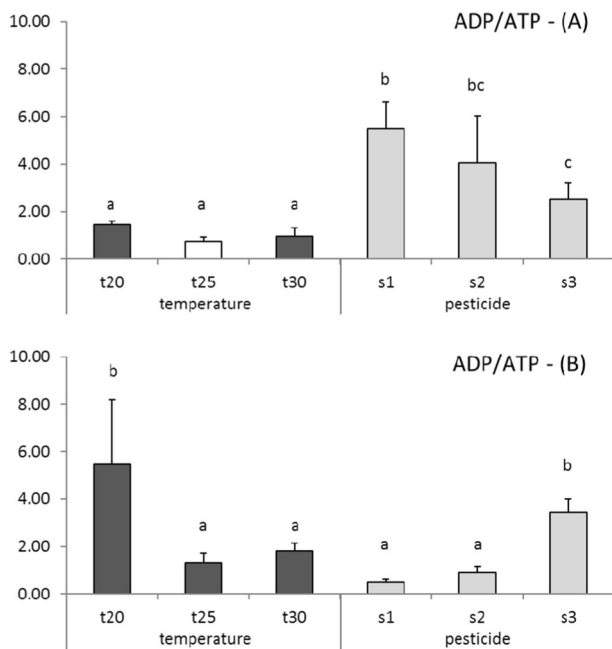 ADP/ATP - (A)
10.00
8.00
6.00
4.00
2.00
0.00
a a a b bc c
t20 t25 t30 s1 s2 s3
temperature pesticide
ADP/ATP - (B)
10.00
8.00
6.00
4.00
2.00
0.00
b a a a a b
t20 t25 t30 s1 s2 s3
temperature pesticide